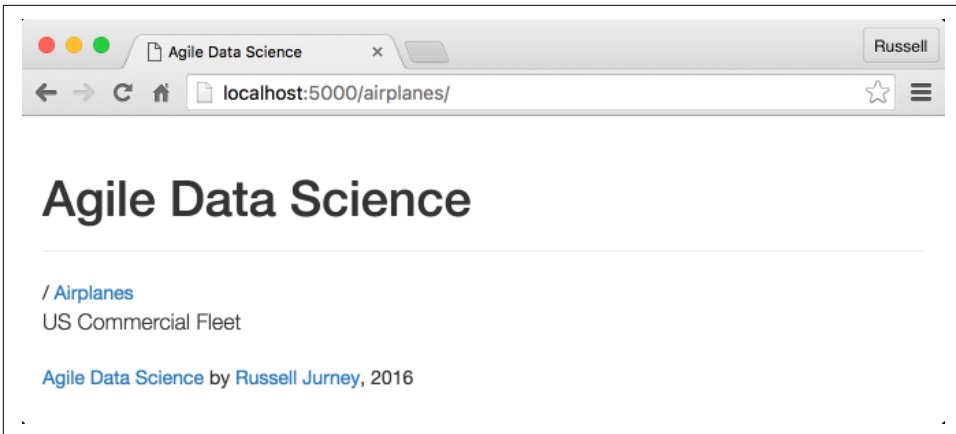 Agile Data Science
Russell
localhost:5000/airplanes/
Agile Data Science
/ Airplanes
US Commercial Fleet
Agile Data Science by Russell Jurney, 2016